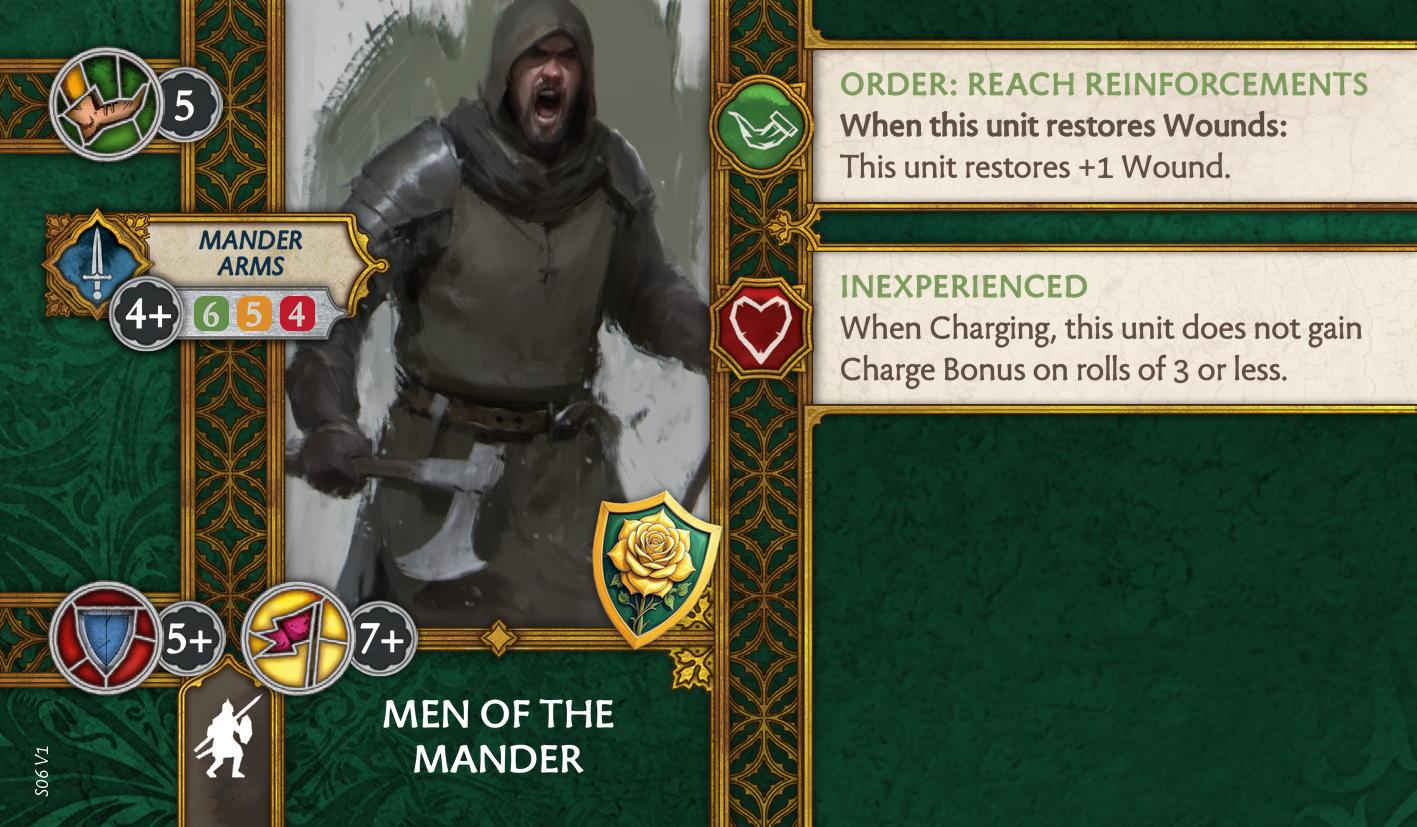 5
MANDER
ARMS
4+ 6 5 4
5+ 7+
MEN OF THE
MANDER
S06 V1
ORDER: REACH REINFORCEMENTS
When this unit restores Wounds:
This unit restores +1 Wound.
INEXPERIENCED
When Charging, this unit does not gain
Charge Bonus on rolls of 3 or less.